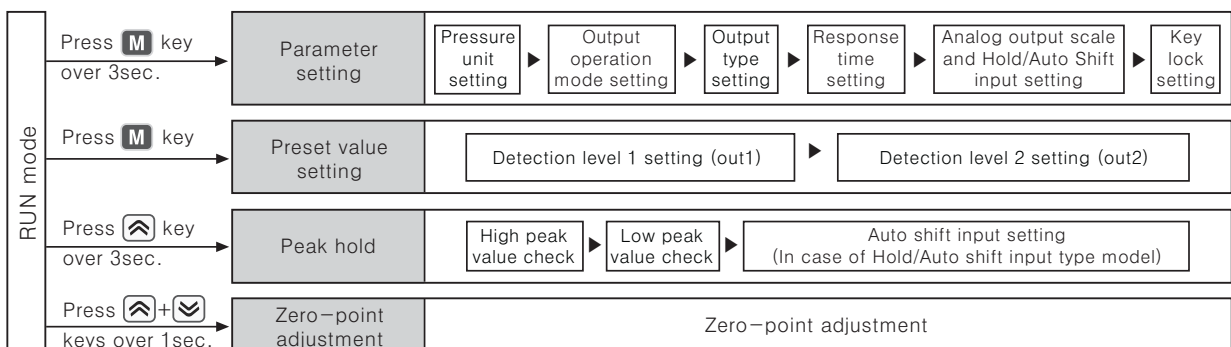 RUN mode
Press M key
over 3sec.
Parameter
setting
Pressure
unit
setting
Output
operation
mode setting
Output
type
setting
Response
time
setting
Analog output scale
and Hold/Auto Shift
input setting
Key
lock
setting
Press M key
Preset value
setting
Detection level 1 setting (out1)
Detection level 2 setting (out2)
Press key
over 3sec.
Peak hold
High peak
value check
Low peak
value check
Auto shift input setting
(In case of Hold/Auto shift input type model)
Press +
keys over 1sec.
Zero-point
adjustment
Zero-point adjustment